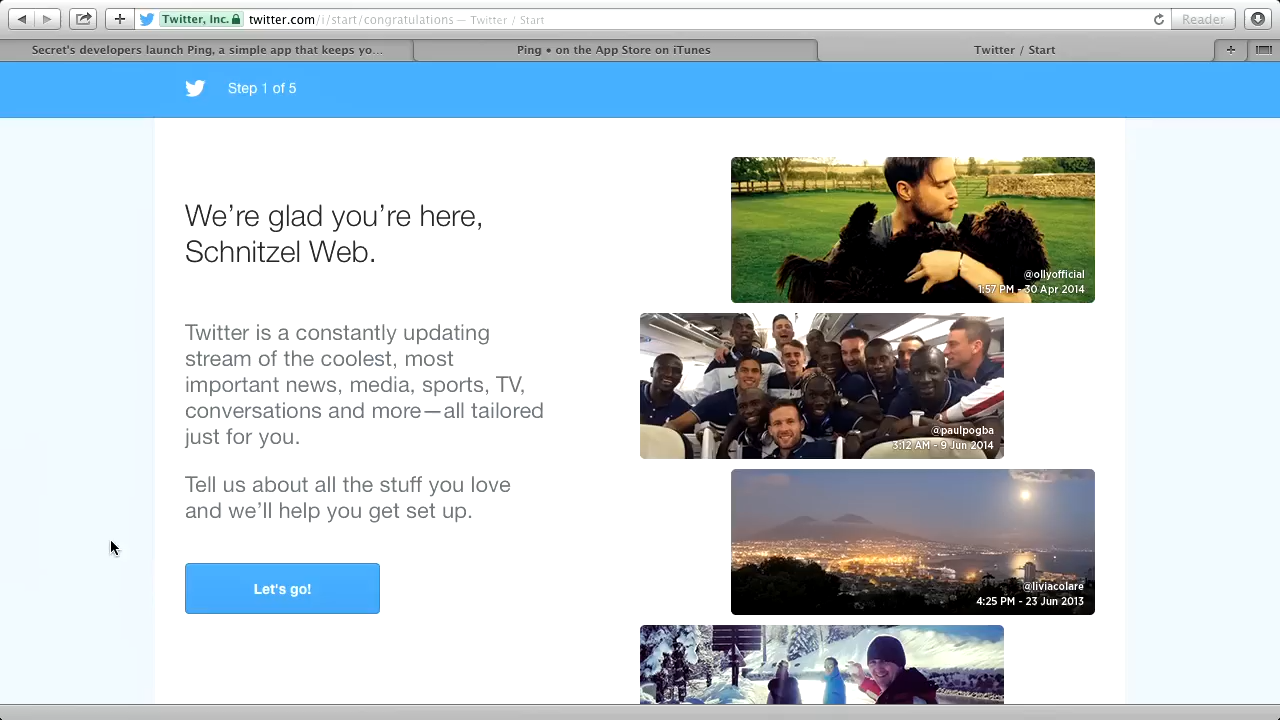 Twitter, Inc. twitter.com/i/start/congratulations — Twitter / Start
Reader
Secret's developers launch Ping, a simple app that keeps yo...
Ping • on the App Store on iTunes
Twitter / Start
Step 1 of 5
We’re glad you’re here,
Schnitzel Web.
Twitter is a constantly updating
stream of the coolest, most
important news, media, sports, TV,
conversations and more—all tailored
just for you.
Tell us about all the stuff you love
and we’ll help you get set up.
Let's go!
@ollyofficial
1:57 PM - 30 Apr 2014
@paulpogba
3:12 AM - 9 Jun 2014
@liviacolare
4:25 PM - 23 Jun 2013